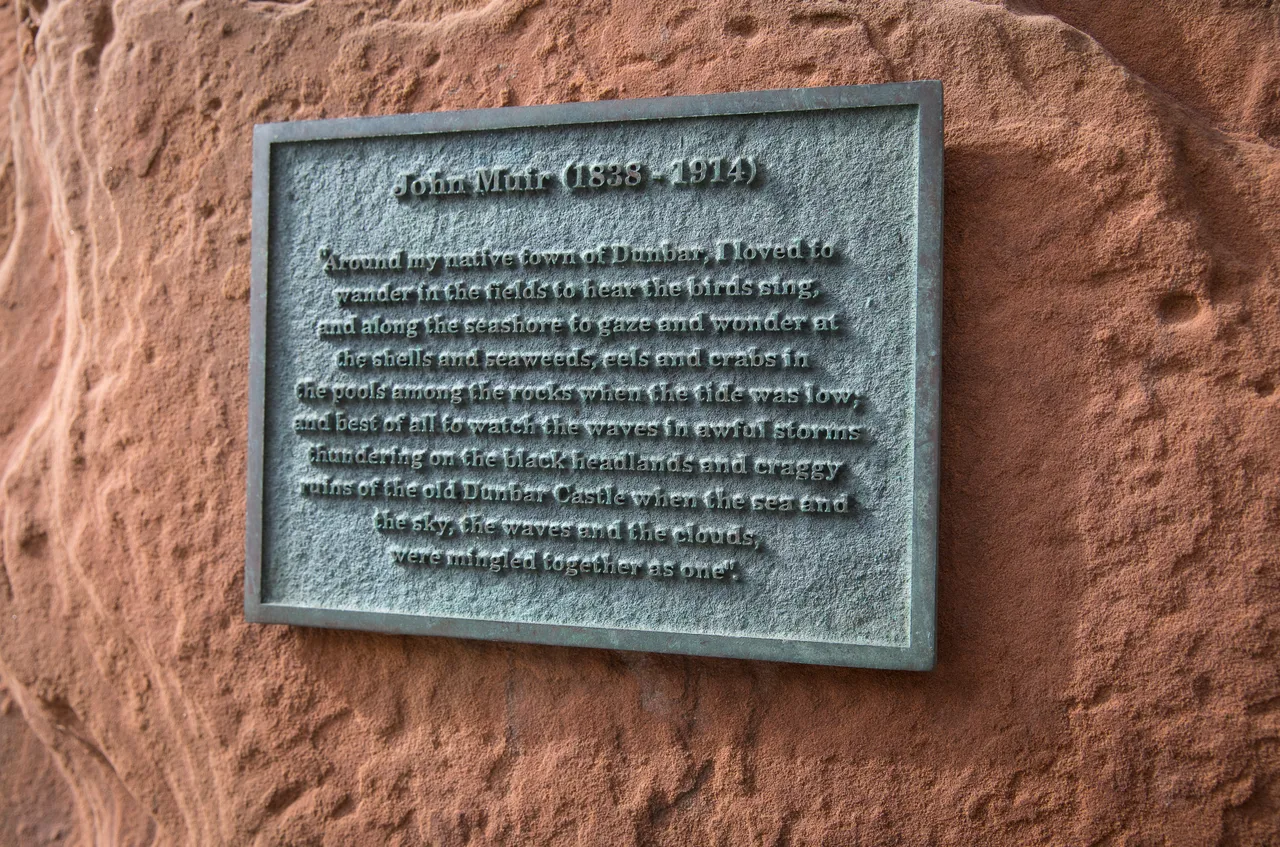 John Muir (1838 - 1914)
"Around my native town of Dunbar, I loved to
wander in the fields to hear the birds sing,
and along the seashore to gaze and wonder at
the shells and seaweeds, eels and crabs in
the pools among the rocks when the tide was low;
and best of all to watch the waves in awful storms
thundering on the black headlands and craggy
ruins of the old Dunbar Castle when the sea and
the sky, the waves and the clouds,
were mingled together as one".